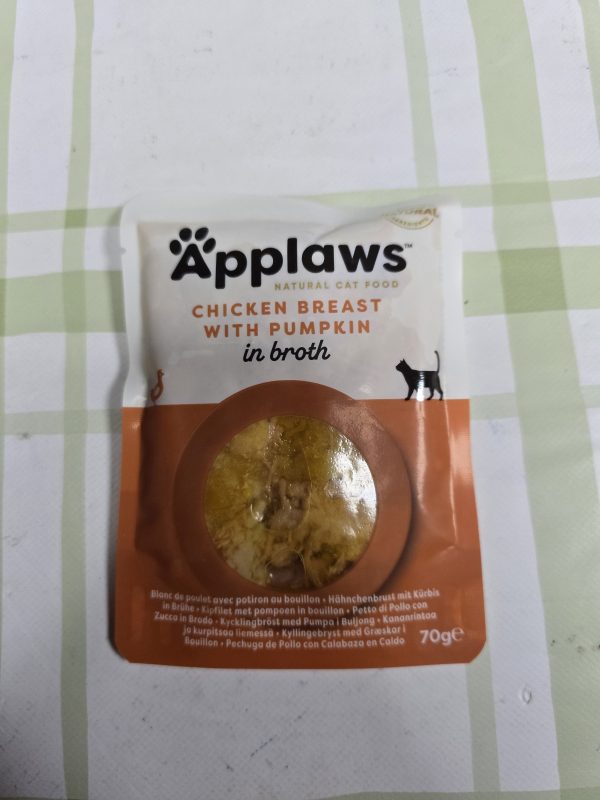 NATURAL
Applaws™
NATURAL CAT FOOD
CHICKEN BREAST
WITH PUMPKIN
in broth
Blanc de poulet avec potiron au bouillon • Hähnchenbrust mit Kürbis
in Brühe • Kipfilet met pompoen in bouillon • Petto di Pollo con
Zucca in Brodo • Kycklingbröst med Pumpa i Buljong • Kananrintaa
ja kurpitsaa liemessä • Kyllingebryst med Græskar i
Bouillon • Pechuga de Pollo con Calabaza en Caldo
70g℮